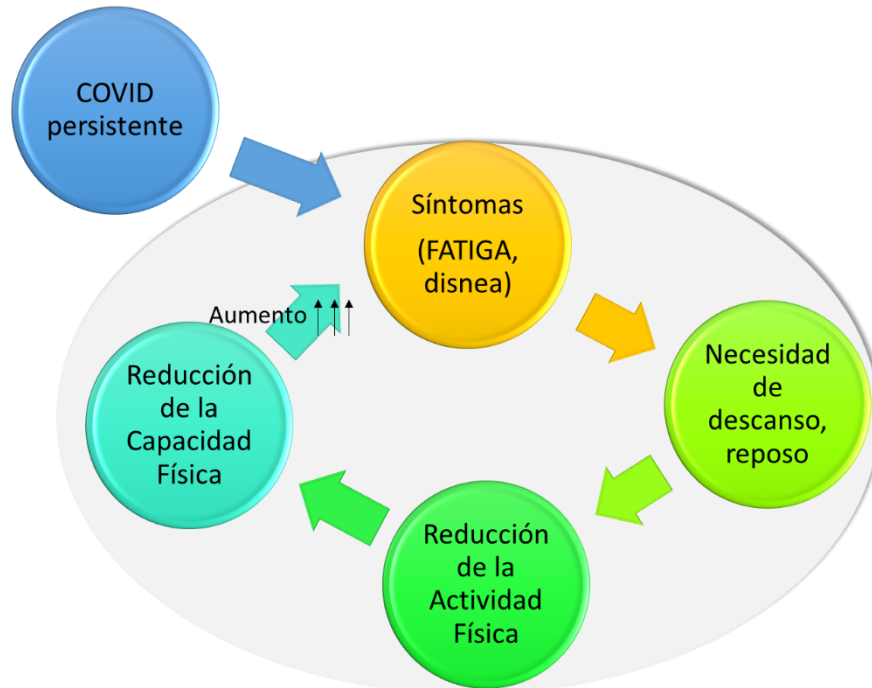 COVID
persistente
Síntomas
(FATIGA,
disnea)
Necesidad
de
descanso,
reposo
Reducción
de la
Actividad
Física
Reducción
de la
Capacidad
Física
Aumento